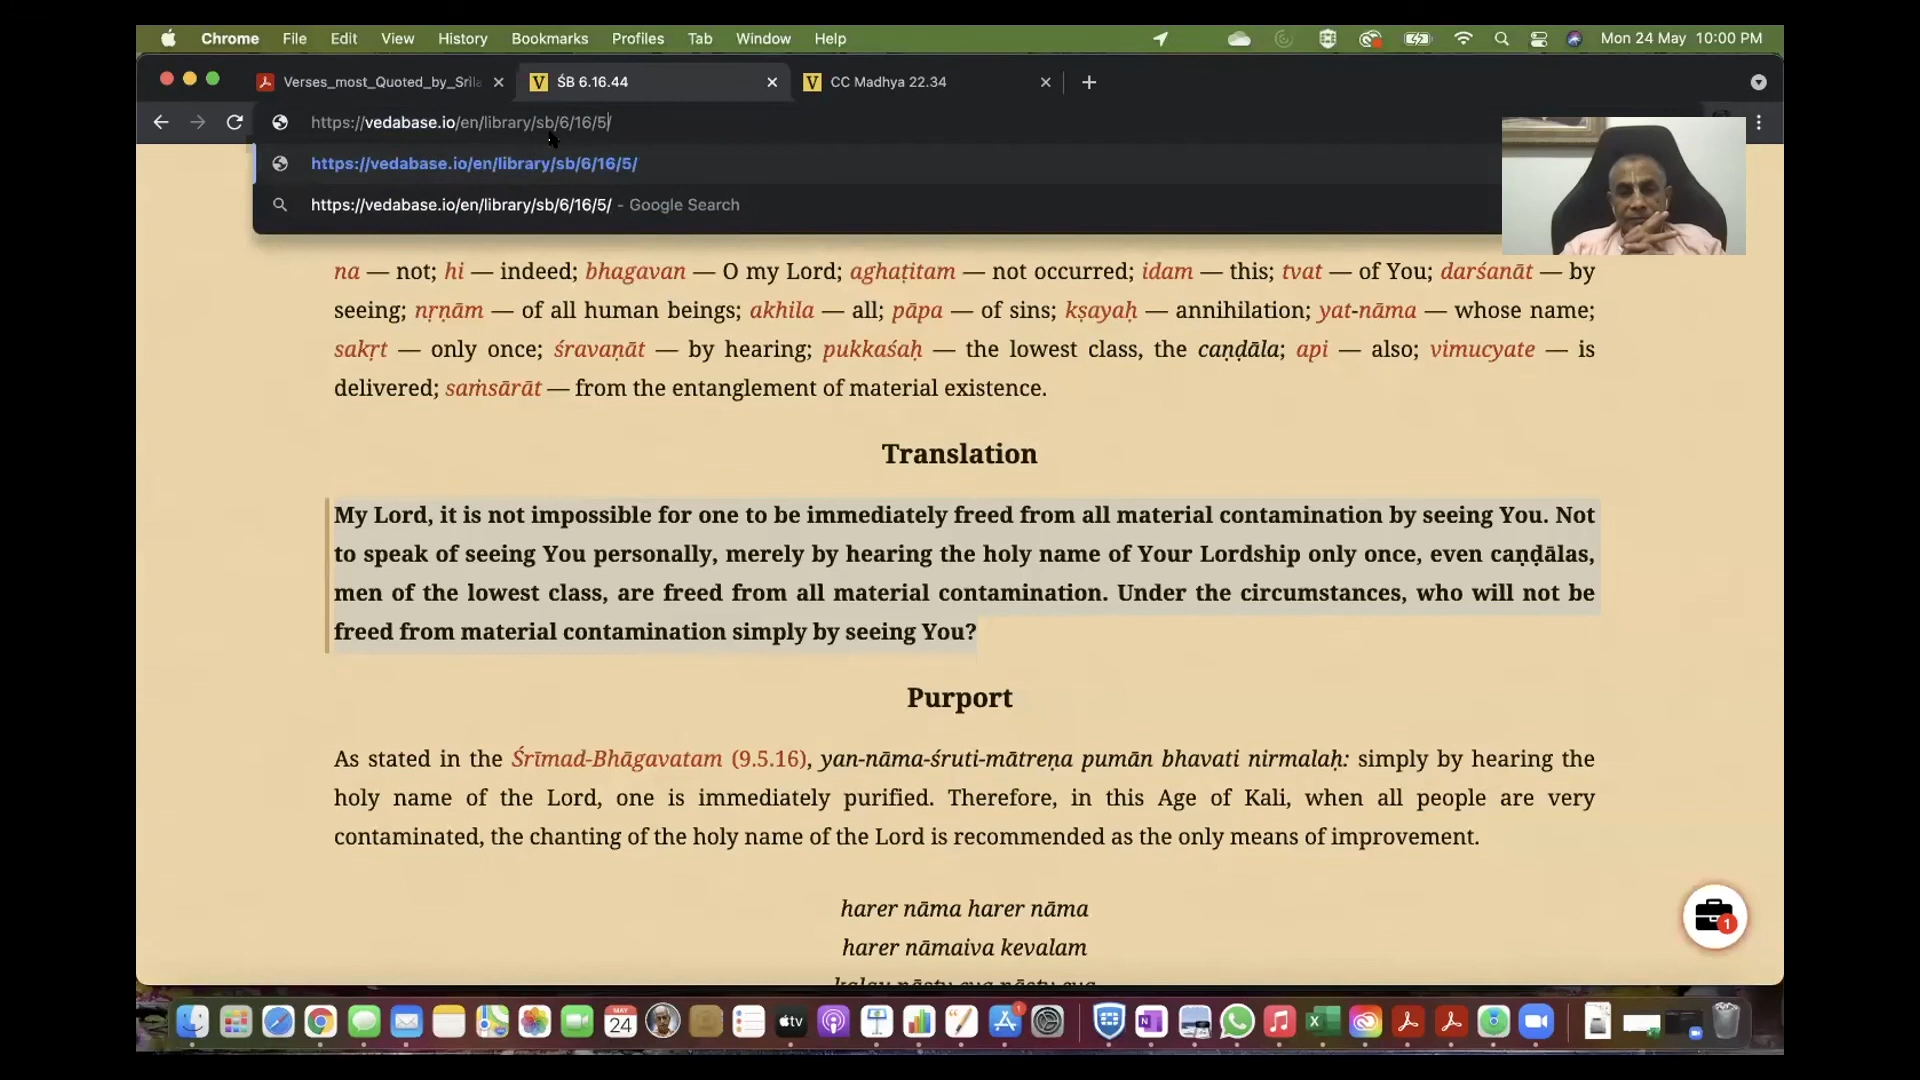 Chrome File Edit View History Bookmarks Profiles Tab Window Help Mon 24 May 10:00 PM
Verses_most_Quoted_by_Srila ŚB 6.16.44 CC Madhya 22.34
https://vedabase.io/en/library/sb/6/16/5/
https://vedabase.io/en/library/sb/6/16/5/
https://vedabase.io/en/library/sb/6/16/5/ - Google Search
na — not; hi — indeed; bhagavan — O my Lord; aghaṭitam — not occurred; idam — this; tvat — of You; darśanāt — by
seeing; nṛṇām — of all human beings; akhila — all; pāpa — of sins; kṣayaḥ — annihilation; yat-nāma — whose name;
sakṛt — only once; śravaṇāt — by hearing; pukkaśaḥ — the lowest class, the caṇḍāla; api — also; vimucyate — is
delivered; saṁsārāt — from the entanglement of material existence.
Translation
My Lord, it is not impossible for one to be immediately freed from all material contamination by seeing You. Not
to speak of seeing You personally, merely by hearing the holy name of Your Lordship only once, even caṇḍālas,
men of the lowest class, are freed from all material contamination. Under the circumstances, who will not be
freed from material contamination simply by seeing You?
Purport
As stated in the Śrīmad-Bhāgavatam (9.5.16), yan-nāma-śruti-mātreṇa pumān bhavati nirmalaḥ: simply by hearing the
holy name of the Lord, one is immediately purified. Therefore, in this Age of Kali, when all people are very
contaminated, the chanting of the holy name of the Lord is recommended as the only means of improvement.
harer nāma harer nāma
harer nāmaiva kevalam
1
MAY
24
tv
1